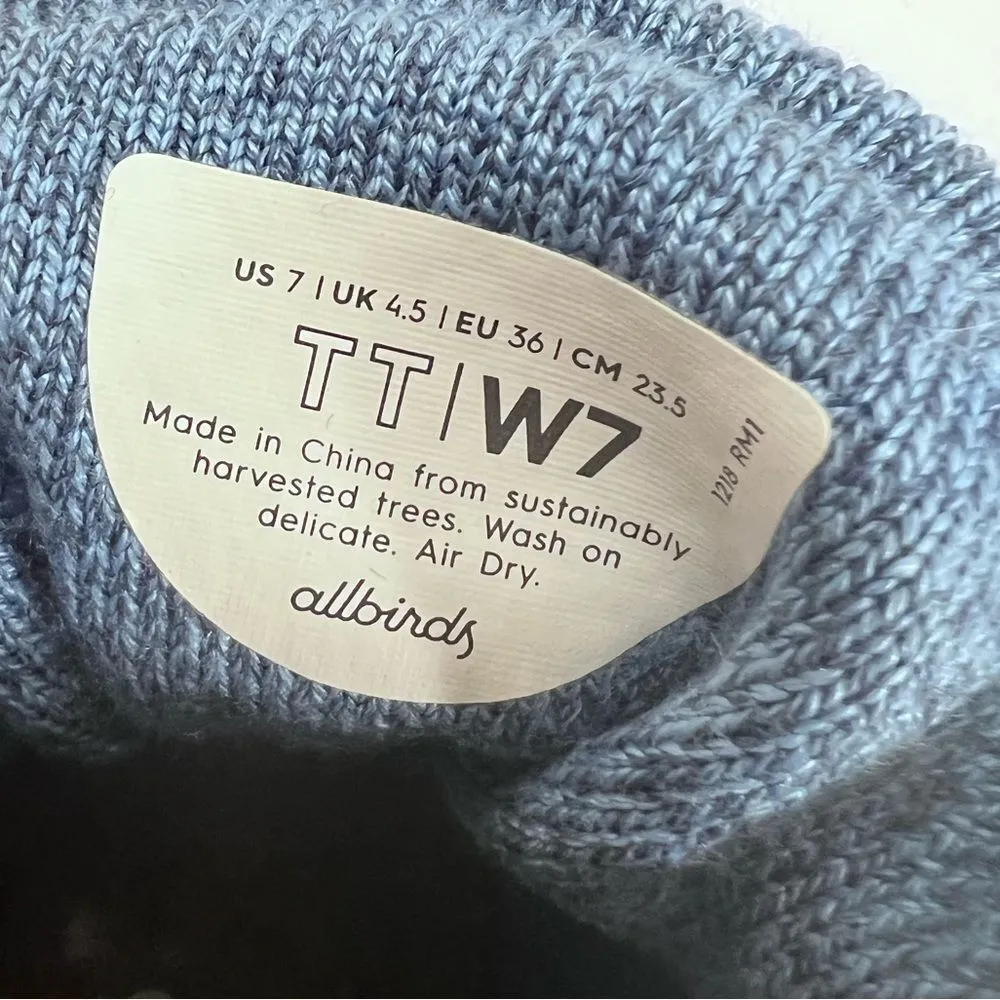 US 7 | UK 4.5 | EU 36 | CM 23.5
TT | W7
Made in China from sustainably
harvested trees. Wash on
delicate. Air Dry.
allbirds
1218 RM1